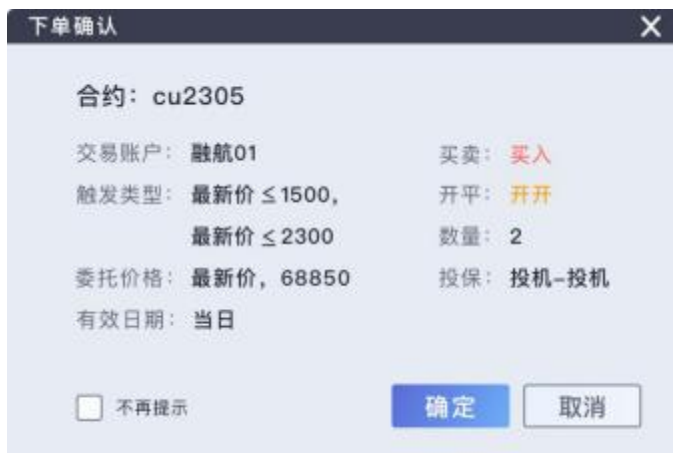 下单确认
合约：cu2305
交易账户：融航01 买卖：买入
触发类型：最新价≤1500, 开平：开开
最新价≤2300 数量：2
委托价格：最新价，68850 投保：投机-投机
有效日期：当日
不再提示 确定 取消